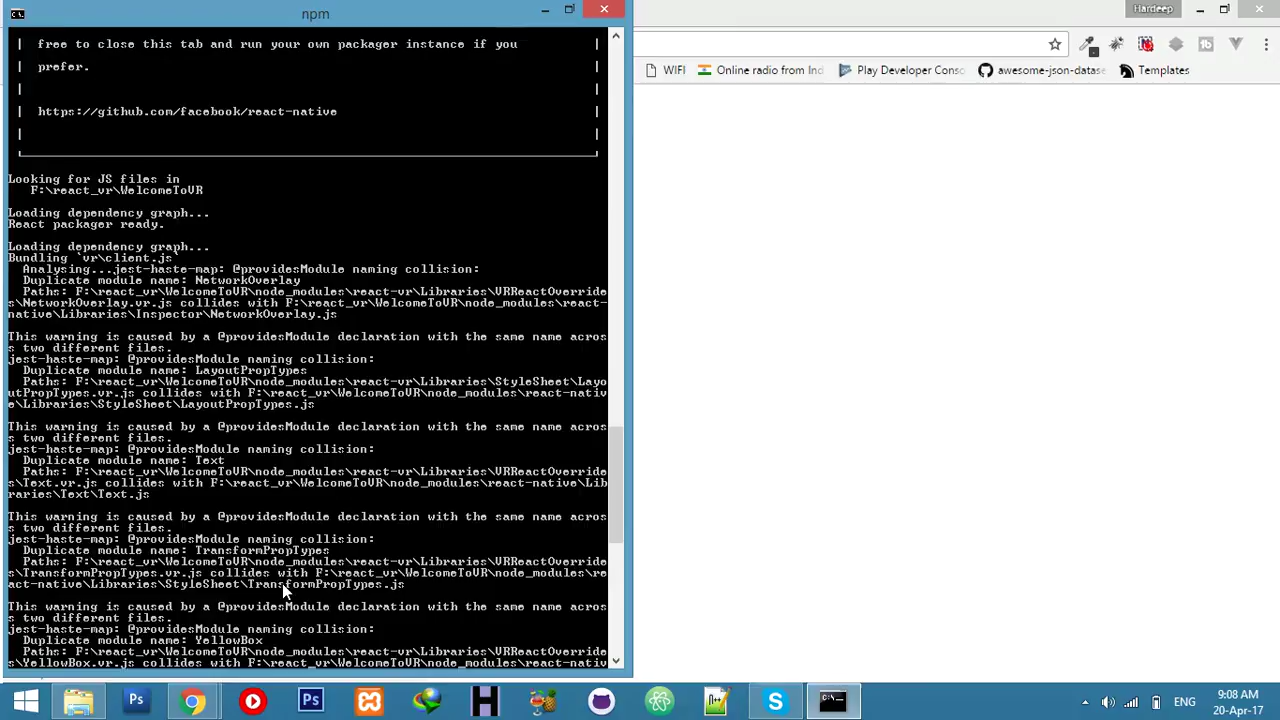 npm
Hardeep
| free to close this tab and run your own packager instance if you |
| prefer. |
| https://github.com/facebook/react-native |
WIFI
Online radio from Ind
Play Developer Conso
awesome-json-datase
Templates
Looking for JS files in
F:\react_vr\WelcomeToVR
Loading dependency graph...
React packager ready.
Loading dependency graph...
Bundling `vr\client.js`
Analysing...jest-haste-map: @providesModule naming collision:
Duplicate module name: NetworkOverlay
Paths: F:\react_vr\WelcomeToVR\node_modules\react-vr\Libraries\VRReactOverride
s\NetworkOverlay.vr.js collides with F:\react_vr\WelcomeToVR\node_modules\react-
native\Libraries\Inspector\NetworkOverlay.js
This warning is caused by a @providesModule declaration with the same name acros
s two different files.
jest-haste-map: @providesModule naming collision:
Duplicate module name: LayoutPropTypes
Paths: F:\react_vr\WelcomeToVR\node_modules\react-vr\Libraries\StyleSheet\Layo
utPropTypes.vr.js collides with F:\react_vr\WelcomeToVR\node_modules\react-nativ
e\Libraries\StyleSheet\LayoutPropTypes.js
This warning is caused by a @providesModule declaration with the same name acros
s two different files.
jest-haste-map: @providesModule naming collision:
Duplicate module name: Text
Paths: F:\react_vr\WelcomeToVR\node_modules\react-vr\Libraries\VRReactOverride
s\Text.vr.js collides with F:\react_vr\WelcomeToVR\node_modules\react-native\Lib
raries\Text\Text.js
This warning is caused by a @providesModule declaration with the same name acros
s two different files.
jest-haste-map: @providesModule naming collision:
Duplicate module name: TransformPropTypes
Paths: F:\react_vr\WelcomeToVR\node_modules\react-vr\Libraries\VRReactOverride
s\TransformPropTypes.vr.js collides with F:\react_vr\WelcomeToVR\node_modules\re
act-native\Libraries\StyleSheet\TransformPropTypes.js
This warning is caused by a @providesModule declaration with the same name acros
s two different files.
jest-haste-map: @providesModule naming collision:
Duplicate module name: YellowBox
Paths: F:\react_vr\WelcomeToVR\node_modules\react-vr\Libraries\VRReactOverride
s\YellowBox.vr.js collides with F:\react_vr\WelcomeToVR\node_modules\react-nativ
ENG
9:08 AM
20-Apr-17